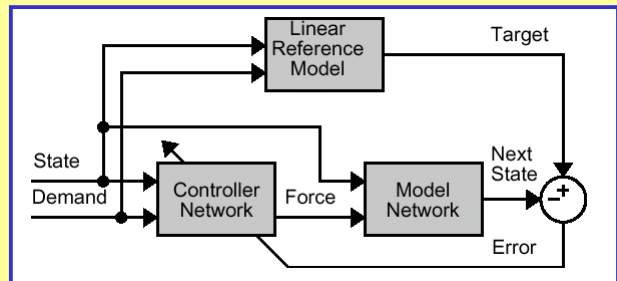 Linear
Reference
Model
Target
State
Demand
Controller
Network
Force
Model
Network
Next
State
+
−
Error